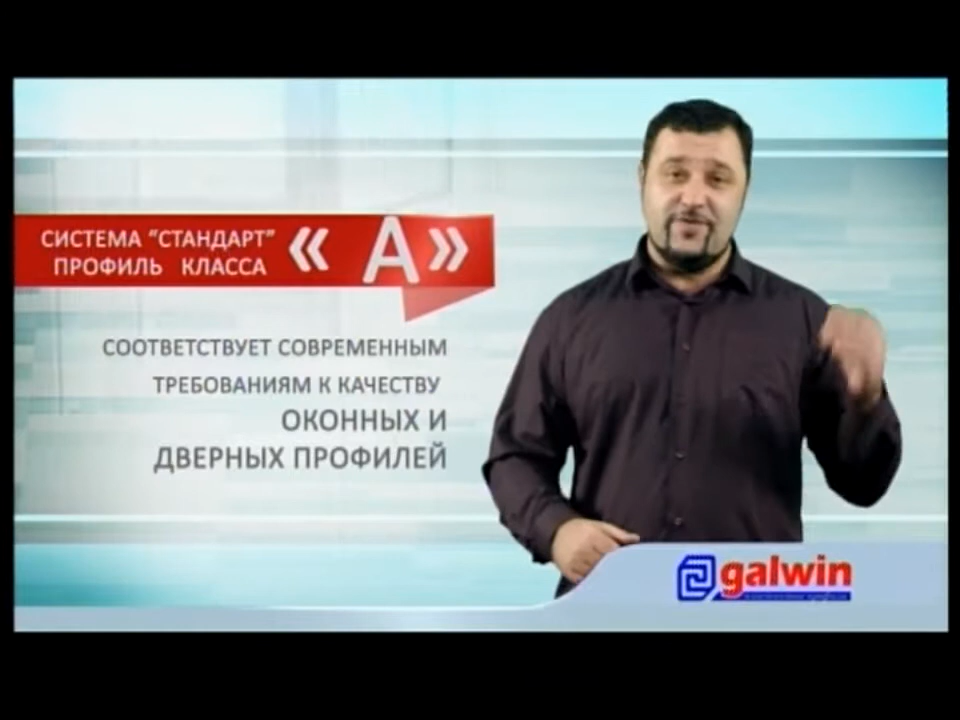 СИСТЕМА "СТАНДАРТ"
ПРОФИЛЬ КЛАССА « А»
СООТВЕТСТВУЕТ СОВРЕМЕННЫМ
ТРЕБОВАНИЯМ К КАЧЕСТВУ
ОКОННЫХ И
ДВЕРНЫХ ПРОФИЛЕЙ
galwin